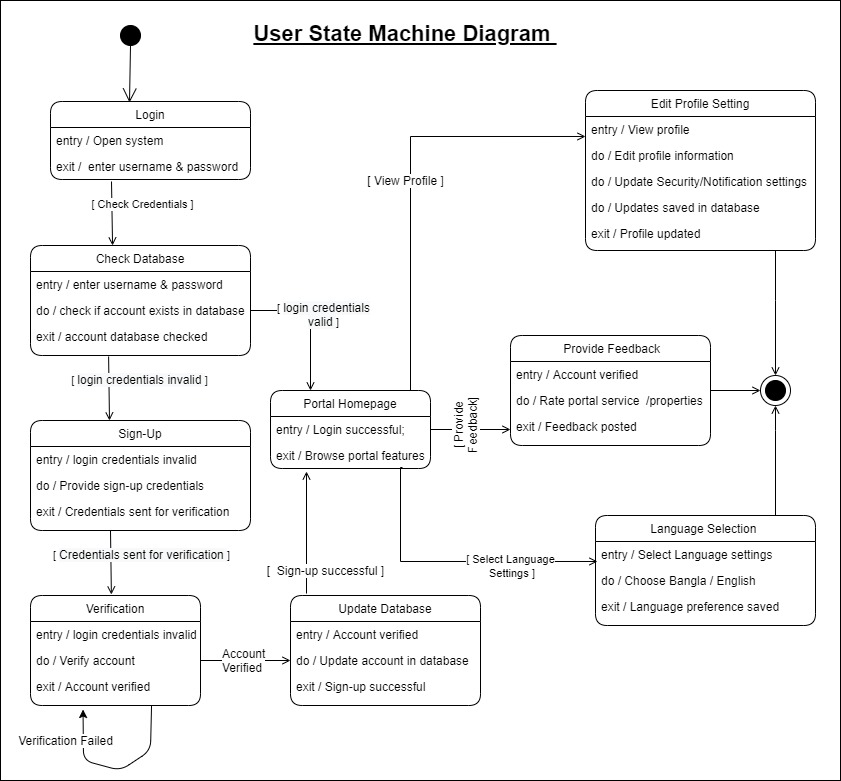 User State Machine Diagram
Login
entry / Open system
exit / enter username & password
[ Check Credentials ]
Check Database
entry / enter username & password
do / check if account exists in database
exit / account database checked
[ login credentials
valid ]
[ login credentials invalid ]
Sign-Up
entry / login credentials invalid
do / Provide sign-up credentials
exit / Credentials sent for verification
[ Credentials sent for verification ]
Verification
entry / login credentials invalid
do / Verify account
exit / Account verified
Verification Failed
Account
Verified
Update Database
entry / Account verified
do / Update account in database
exit / Sign-up successful
[ Sign-up successful ]
Portal Homepage
entry / Login successful;
exit / Browse portal features
[ View Profile ]
Edit Profile Setting
entry / View profile
do / Edit profile information
do / Update Security/Notification settings
do / Updates saved in database
exit / Profile updated
[ Provide
Feedback]
Provide Feedback
entry / Account verified
do / Rate portal service /properties
exit / Feedback posted
[ Select Language
Settings ]
Language Selection
entry / Select Language settings
do / Choose Bangla / English
exit / Language preference saved